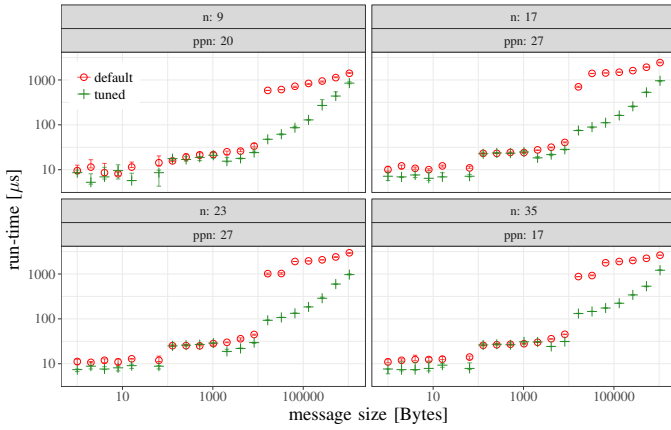 n: 9
n: 17
ppn: 20
ppn: 27
1000
100
10
default
tuned
n: 23
n: 35
ppn: 27
ppn: 17
1000
100
10
10
1000
100000
10
1000
100000
run-time [μs]
message size [Bytes]